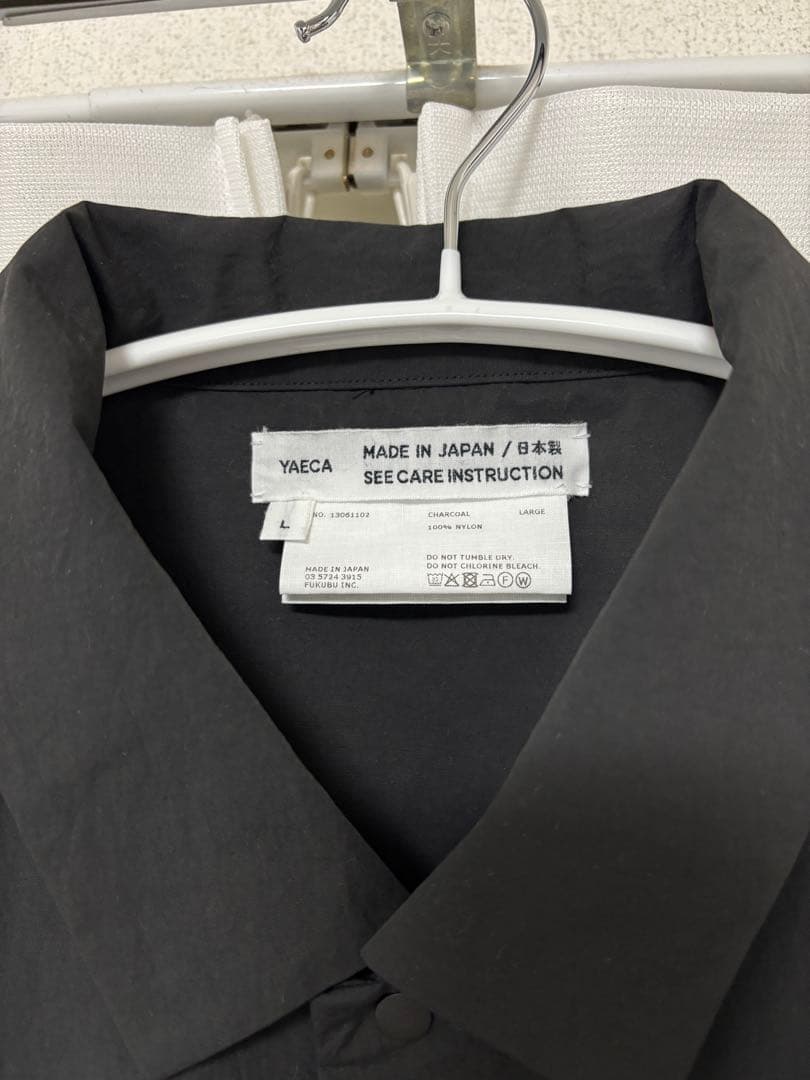 YAECA
MADE IN JAPAN / 日本製
SEE CARE INSTRUCTION
L
NO. 13061102
CHARCOAL
LARGE
100% NYLON
MADE IN JAPAN
03 5724 3915
FUKUBU INC.
DO NOT TUMBLE DRY.
DO NOT CHLORINE BLEACH.
F W